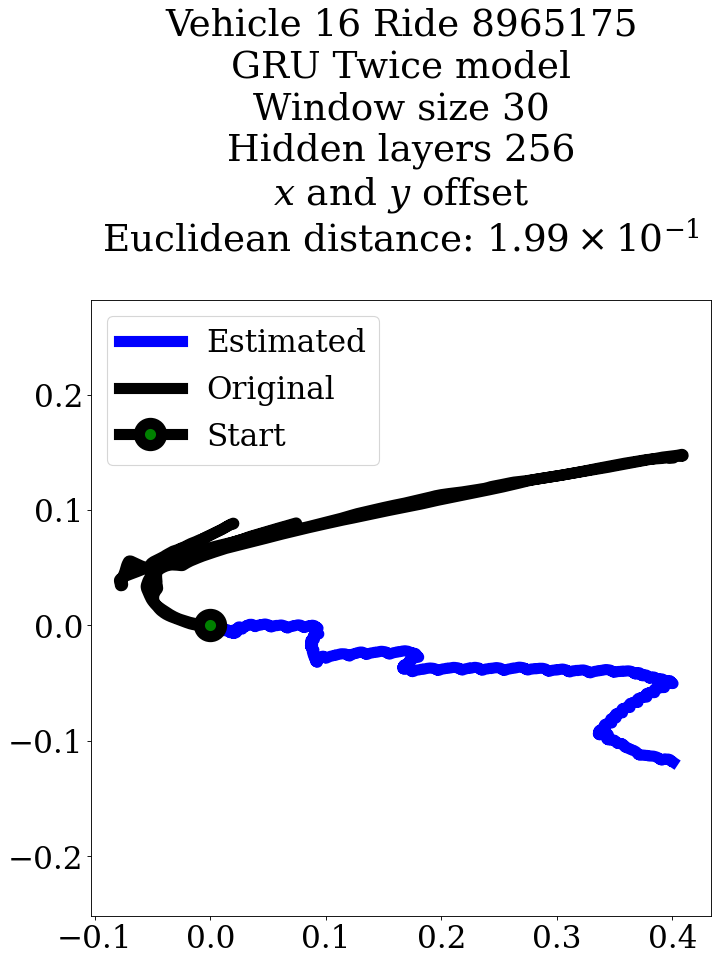 Vehicle 16 Ride 8965175
GRU Twice model
Window size 30
Hidden layers 256
x and y offset
Euclidean distance: 1.99 × 10⁻¹
Estimated
Original
Start
0.2
0.1
0.0
−0.1
−0.2
−0.1 0.0 0.1 0.2 0.3 0.4